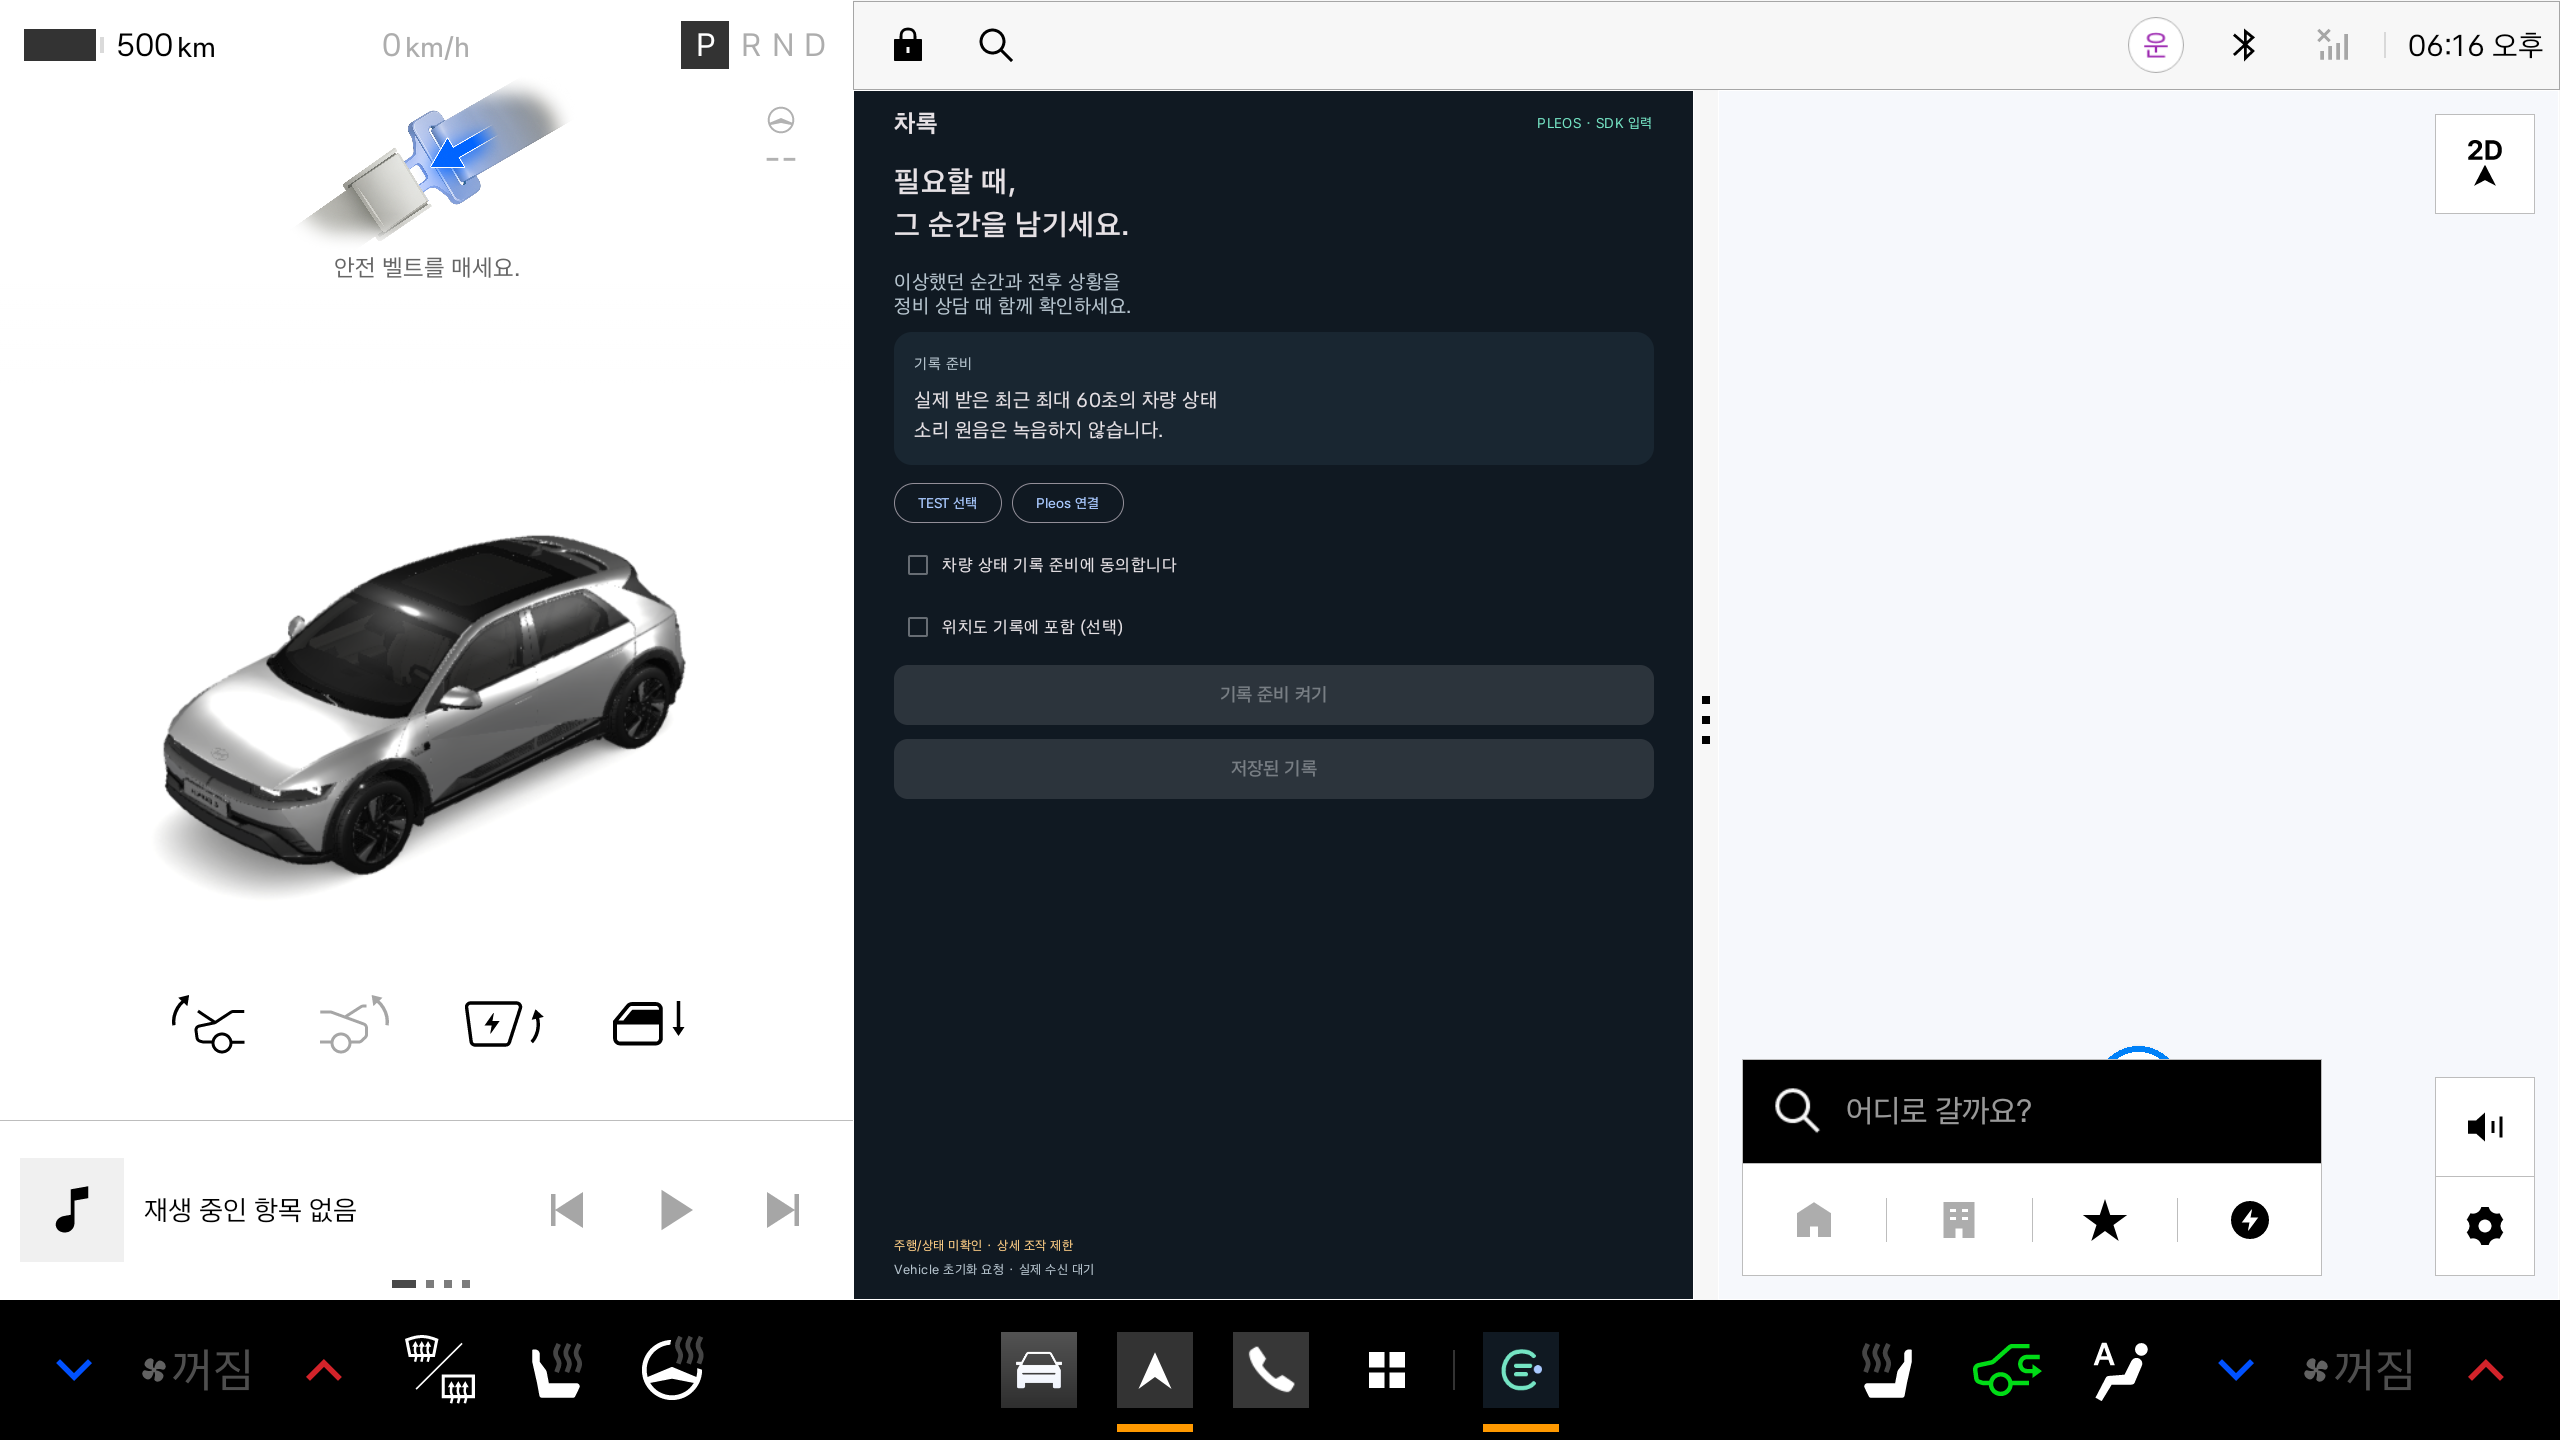 500 km
0 km/h
P R N D
안전 벨트를 매세요.
재생 중인 항목 없음
운
06:16 오후
차록
PLEOS · SDK 입력
필요할 때,
그 순간을 남기세요.
이상했던 순간과 전후 상황을
정비 상담 때 함께 확인하세요.
기록 준비
실제 받은 최근 최대 60초의 차량 상태
소리 원음은 녹음하지 않습니다.
TEST 선택
Pleos 연결
차량 상태 기록 준비에 동의합니다
위치도 기록에 포함 (선택)
기록 준비 켜기
저장된 기록
주행/상태 미확인 · 상세 조작 제한
Vehicle 초기화 요청 · 실제 수신 대기
2D
어디로 갈까요?
꺼짐
A
꺼짐